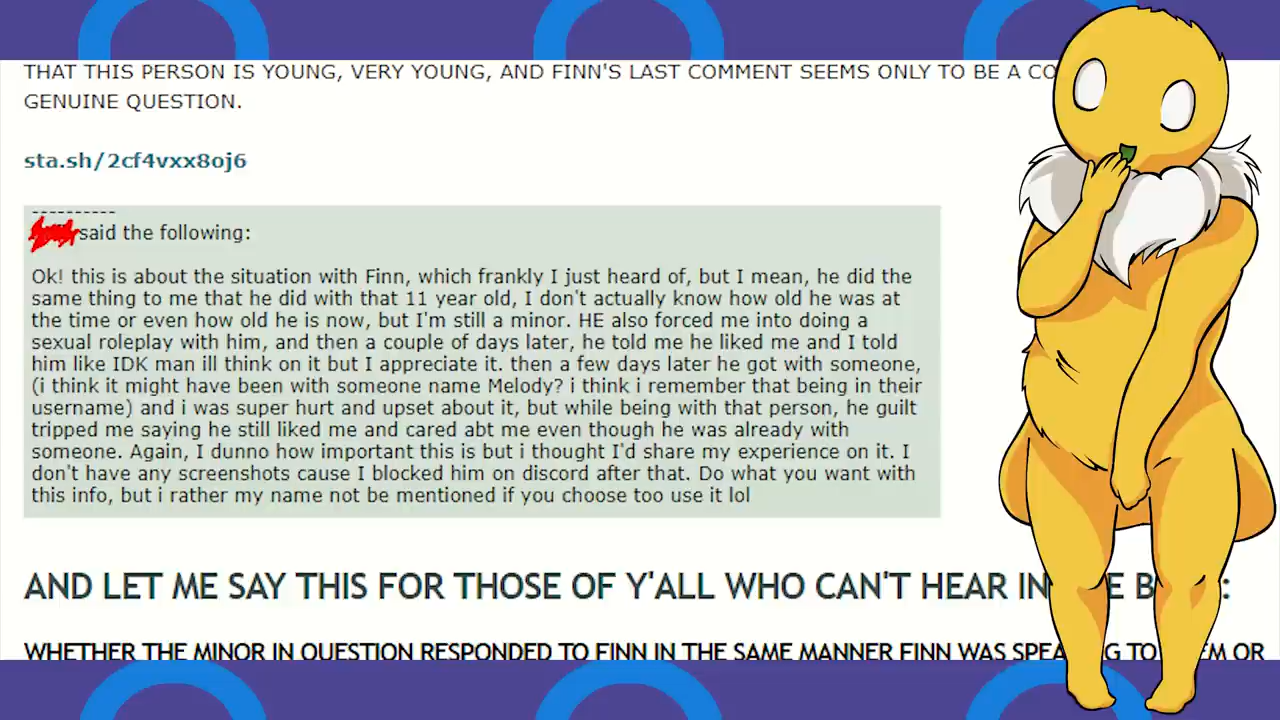 THAT THIS PERSON IS YOUNG, VERY YOUNG, AND FINN'S LAST COMMENT SEEMS ONLY TO BE A
GENUINE QUESTION.
sta.sh/2cf4vxx8oj6
said the following:
Ok! this is about the situation with Finn, which frankly I just heard of, but I mean, he did the
same thing to me that he did with that 11 year old, I don't actually know how old he was at
the time or even how old he is now, but I'm still a minor. HE also forced me into doing a
sexual roleplay with him, and then a couple of days later, he told me he liked me and I told
him like IDK man ill think on it but I appreciate it. then a few days later he got with someone,
(i think it might have been with someone name Melody? i think i remember that being in their
username) and i was super hurt and upset about it, but while being with that person, he guilt
tripped me saying he still liked me and cared abt me even though he was already with
someone. Again, I dunno how important this is but i thought I'd share my experience on it. I
don't have any screenshots cause I blocked him on discord after that. Do what you want with
this info, but i rather my name not be mentioned if you choose too use it lol
AND LET ME SAY THIS FOR THOSE OF Y'ALL WHO CAN'T HEAR IN
WHETHER THE MINOR IN QUESTION RESPONDED TO FINN IN THE SAME MANNER FINN WAS TO OR